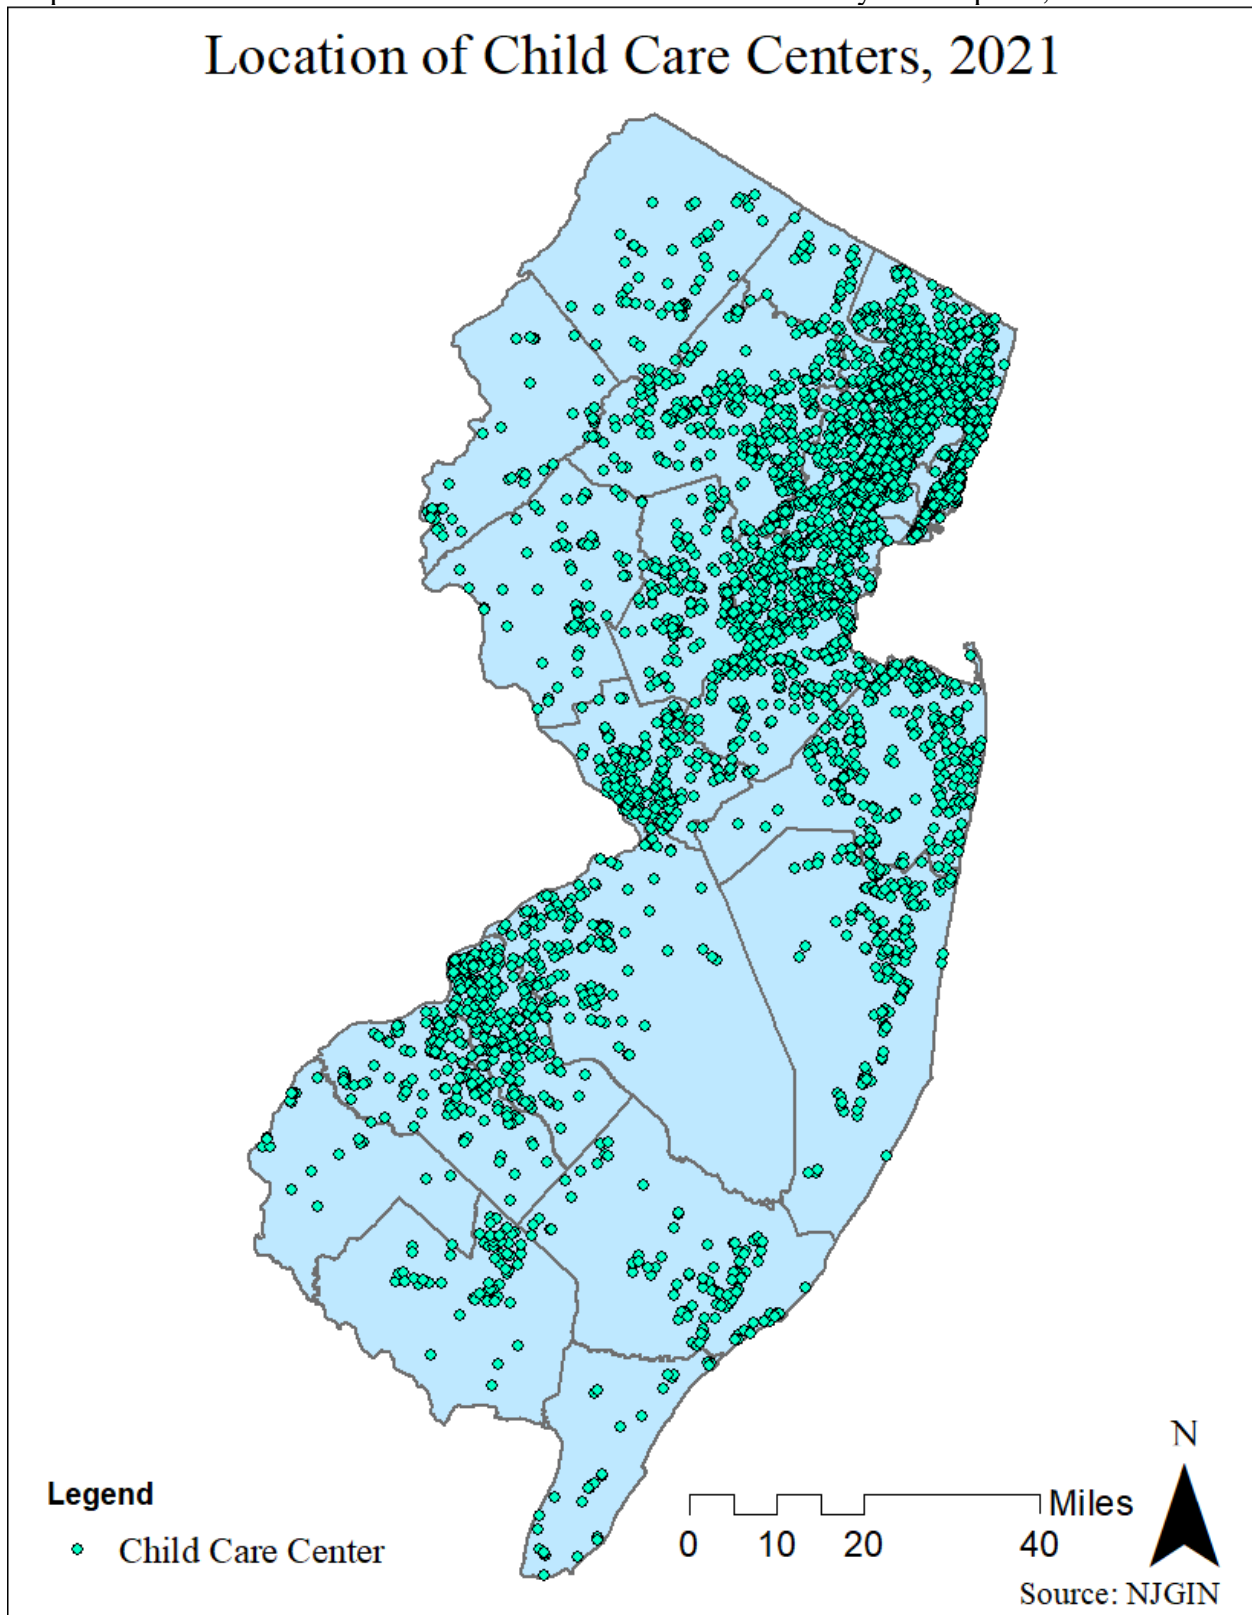 Location of Child Care Centers, 2021
N
Legend
Miles
0 10 20 40
Child Care Center
Source: NJGIN